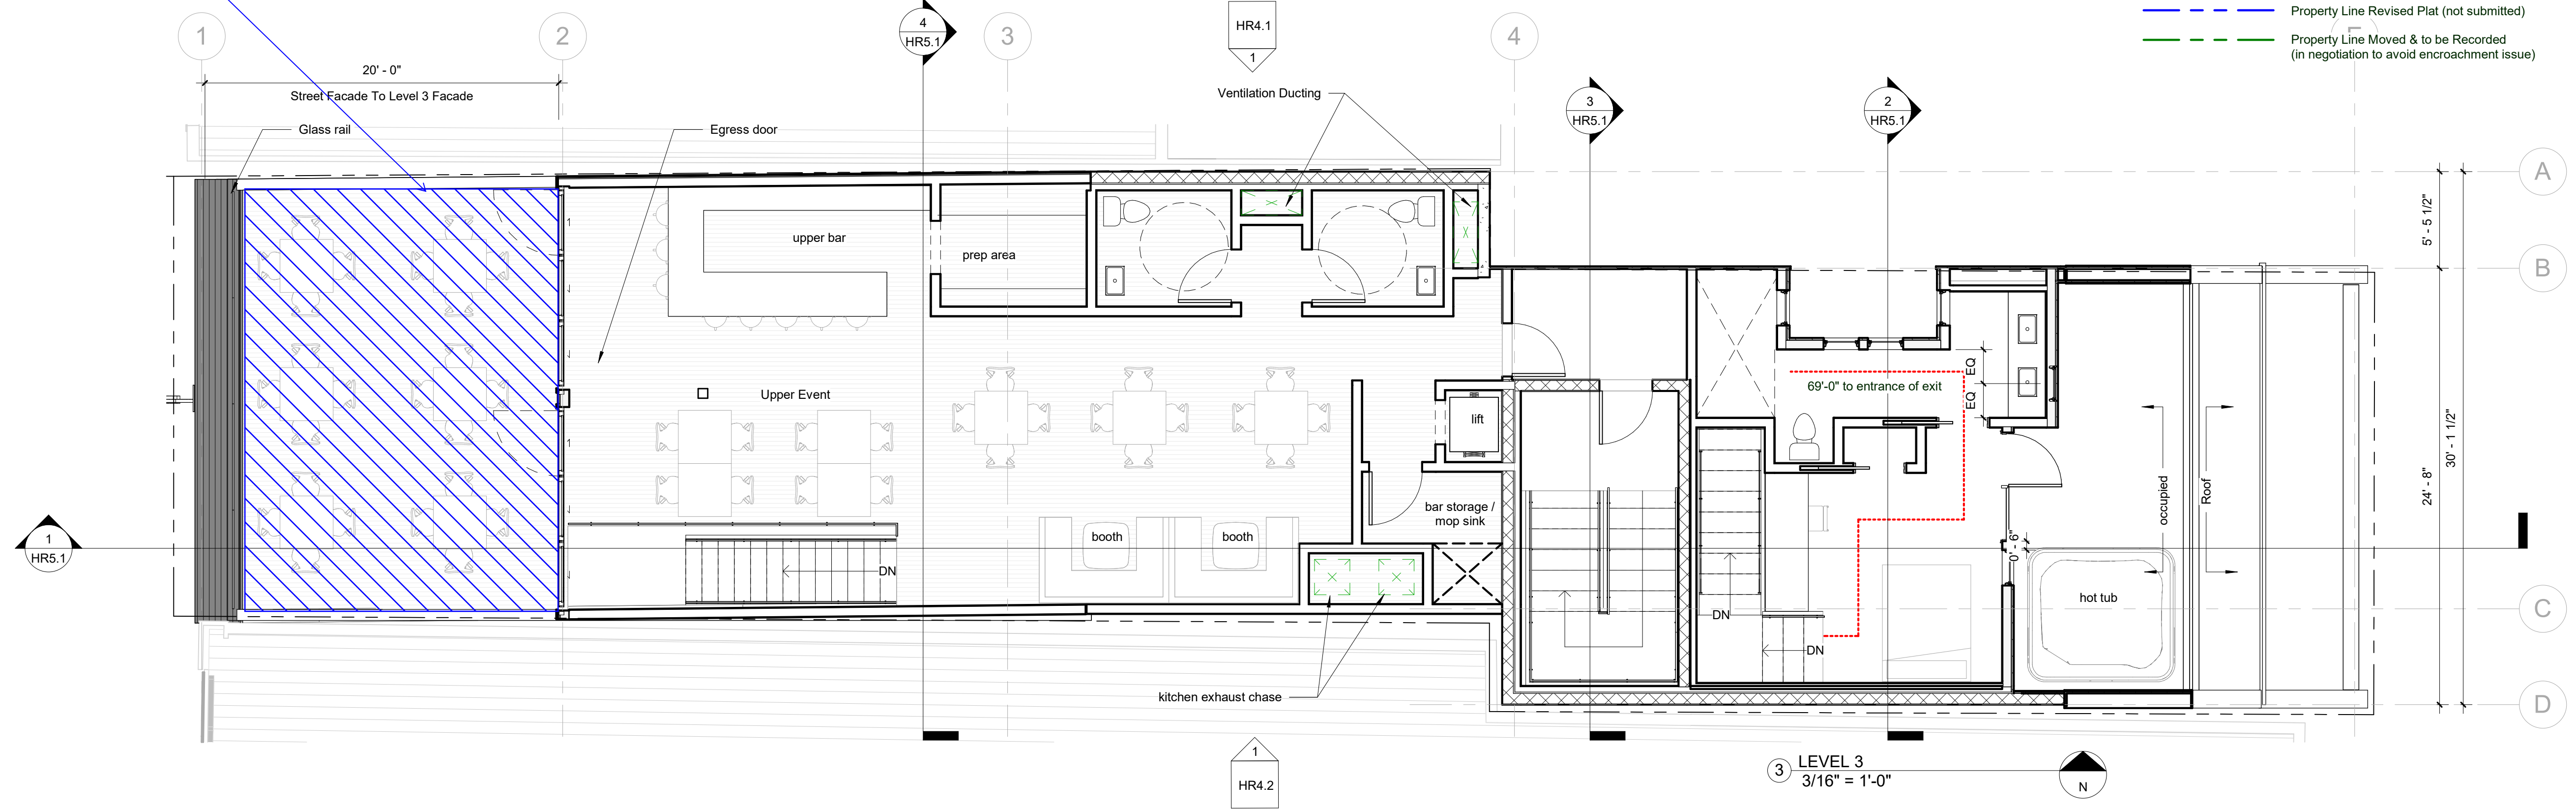 Property Line Revised Plat (not submitted)
Property Line Moved & to be Recorded
(in negotiation to avoid encroachment issue)
1
2
4
HR5.1
3
HR4.1
1
4
20' - 0"
Street Facade To Level 3 Facade
Glass rail
Egress door
Ventilation Ducting
3
HR5.1
2
HR5.1
A
B
C
D
5' - 5 1/2"
24' - 8"
30' - 1 1/2"
upper bar
prep area
Upper Event
lift
69'-0" to entrance of exit
EQ
EQ
bar storage /
mop sink
booth
booth
DN
DN
DN
0' - 6"
occupied
Roof
hot tub
kitchen exhaust chase
1
HR5.1
1
HR4.2
3
LEVEL 3
3/16" = 1'-0"
N